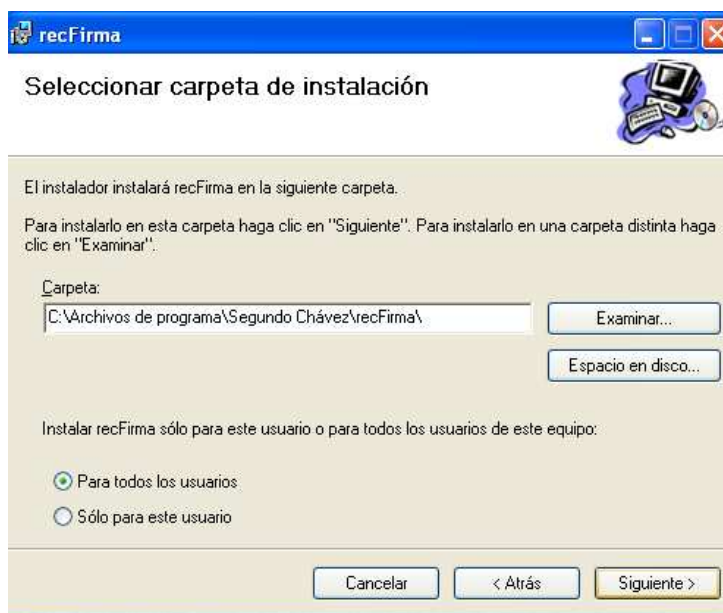 recFirma
Seleccionar carpeta de instalación
El instalador instalará recFirma en la siguiente carpeta.
Para instalarlo en esta carpeta haga clic en "Siguiente". Para instalarlo en una carpeta distinta haga
clic en "Examinar".
Carpeta:
C:\Archivos de programa\Segundo Chávez\recFirma\
Examinar...
Espacio en disco...
Instalar recFirma sólo para este usuario o para todos los usuarios de este equipo:
Para todos los usuarios
Sólo para este usuario
Cancelar
< Atrás
Siguiente >